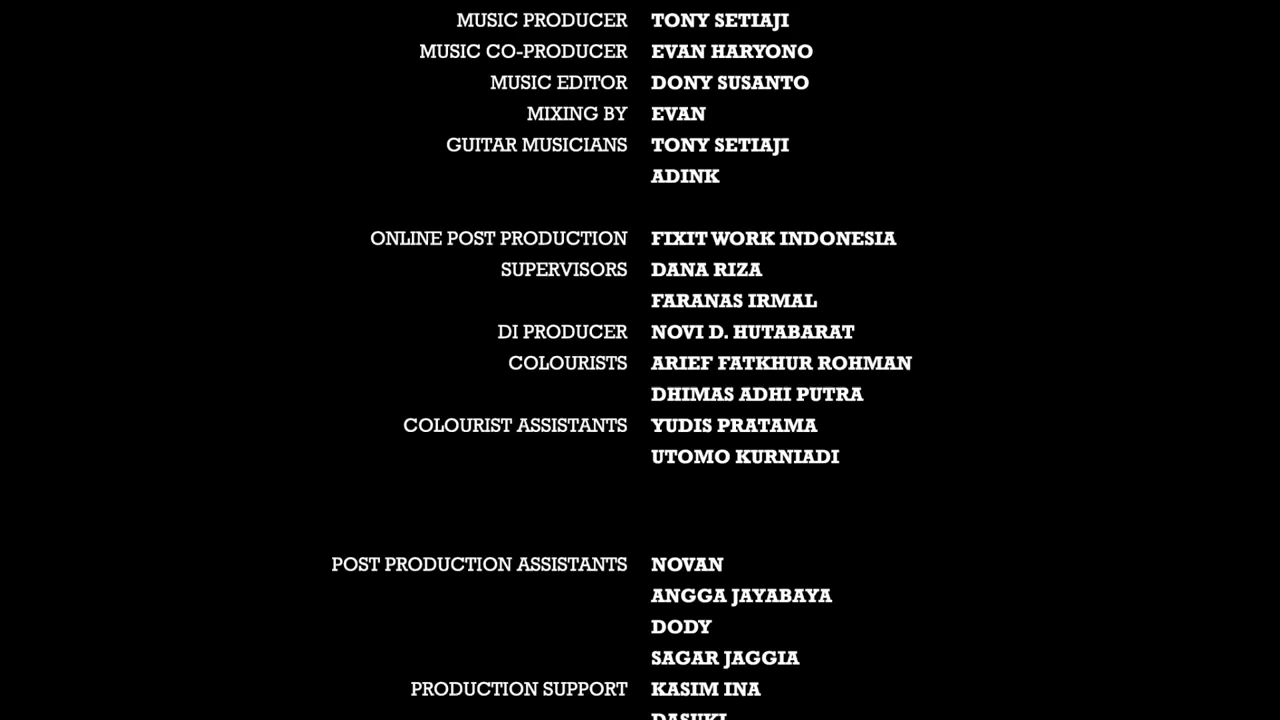 MUSIC PRODUCER TONY SETIAJI
MUSIC CO-PRODUCER EVAN HARYONO
MUSIC EDITOR DONY SUSANTO
MIXING BY EVAN
GUITAR MUSICIANS TONY SETIAJI
ADINK
ONLINE POST PRODUCTION FIXIT WORK INDONESIA
SUPERVISORS DANA RIZA
FARANAS IRMAL
DI PRODUCER NOVI D. HUTABARAT
COLOURISTS ARIEF FATKHUR ROHMAN
DHIMAS ADHI PUTRA
COLOURIST ASSISTANTS YUDIS PRATAMA
UTOMO KURNIADI
POST PRODUCTION ASSISTANTS NOVAN
ANGGA JAYABAYA
DODY
SAGAR JAGGIA
PRODUCTION SUPPORT KASIM INA